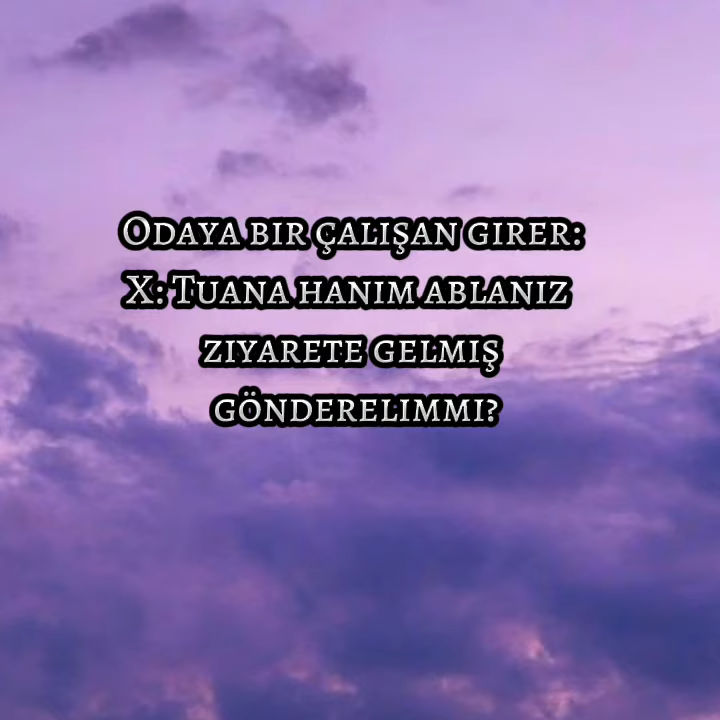 Odaya bir çalışan girer:
X: Tuana hanım ablanız
ziyarete gelmiş
gönderelimmi?